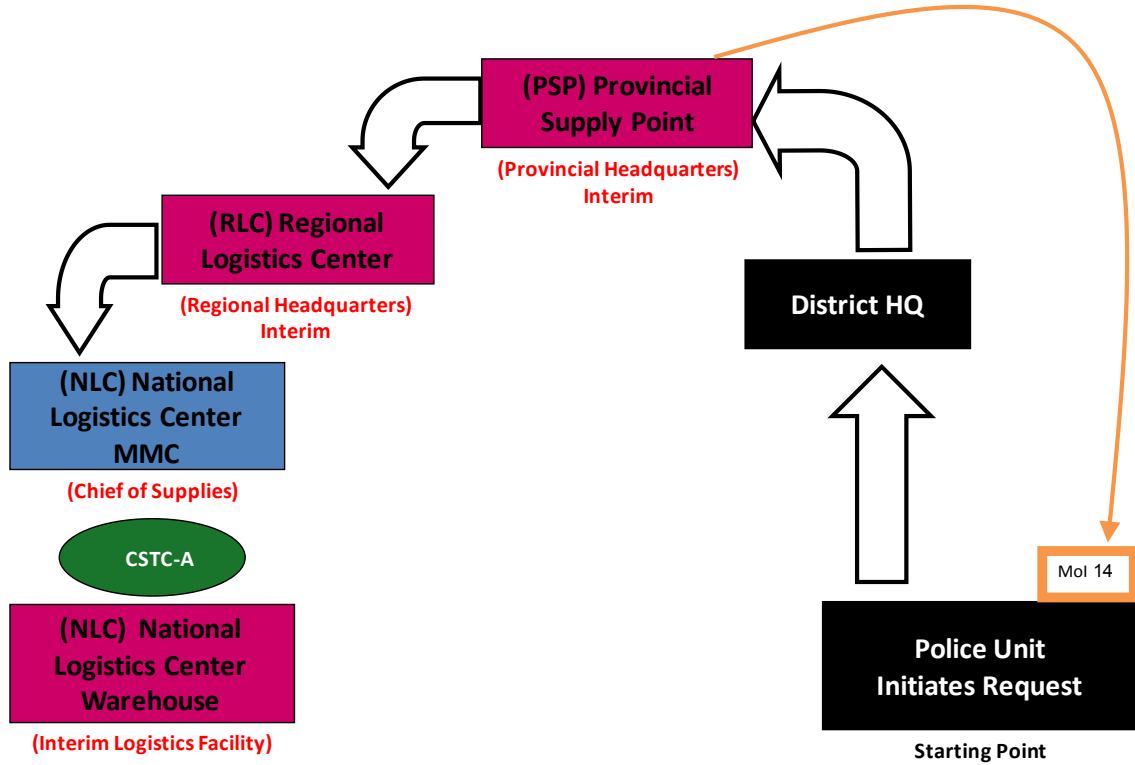 (PSP) Provincial
Supply Point
(Provincial Headquarters)
Interim
(RLC) Regional
Logistics Center
(Regional Headquarters)
Interim
District HQ
(NLC) National
Logistics Center
MMC
(Chief of Supplies)
CSTC-A
MoI 14
(NLC) National
Logistics Center
Warehouse
(Interim Logistics Facility)
Police Unit
Initiates Request
Starting Point